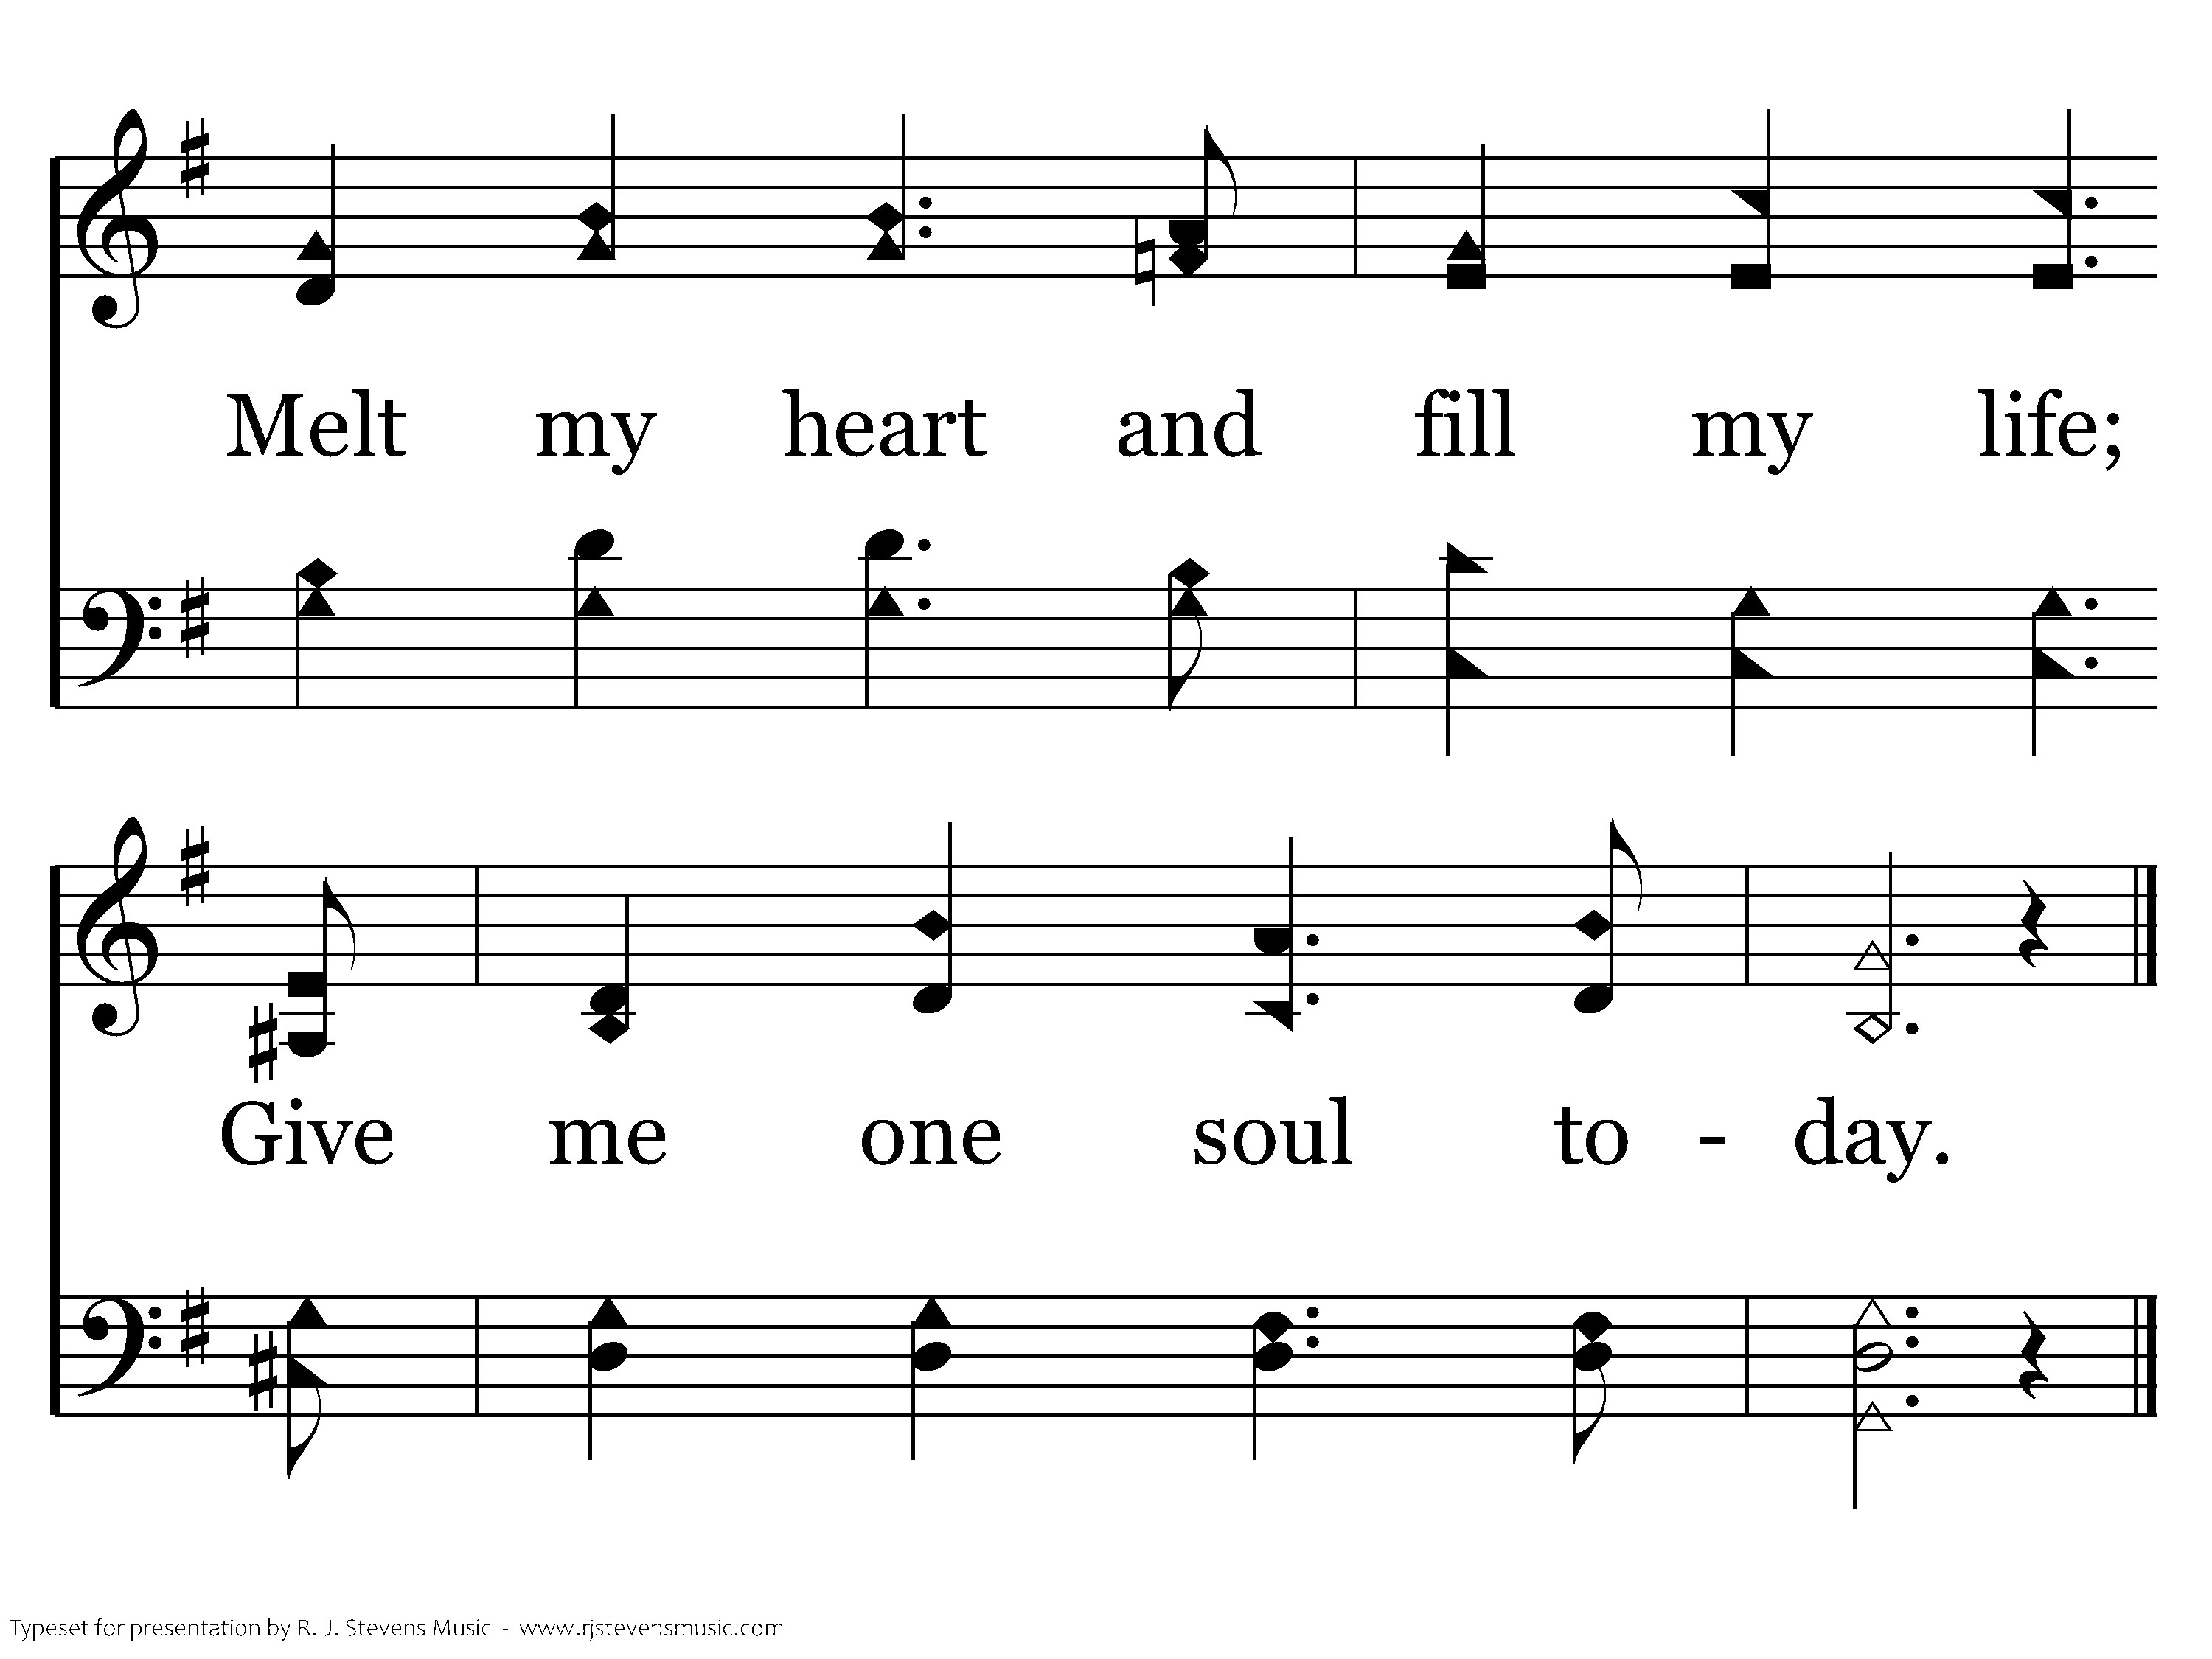 Melt my heart and fill my life;
Give me one soul to - day.
Typeset for presentation by R. J. Stevens Music - www.rjstevensmusic.com